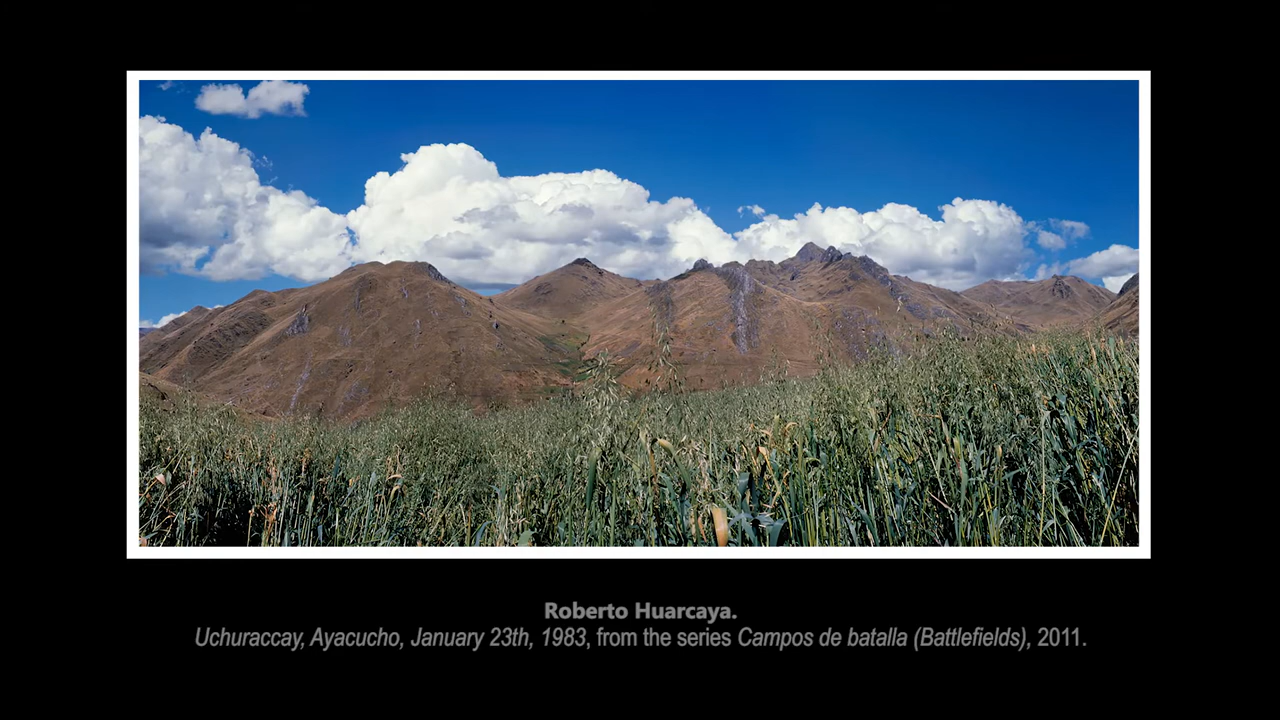 Roberto Huarcaya.
Uchuraccay, Ayacucho, January 23th, 1983, from the series Campos de batalla (Battlefields), 2011.